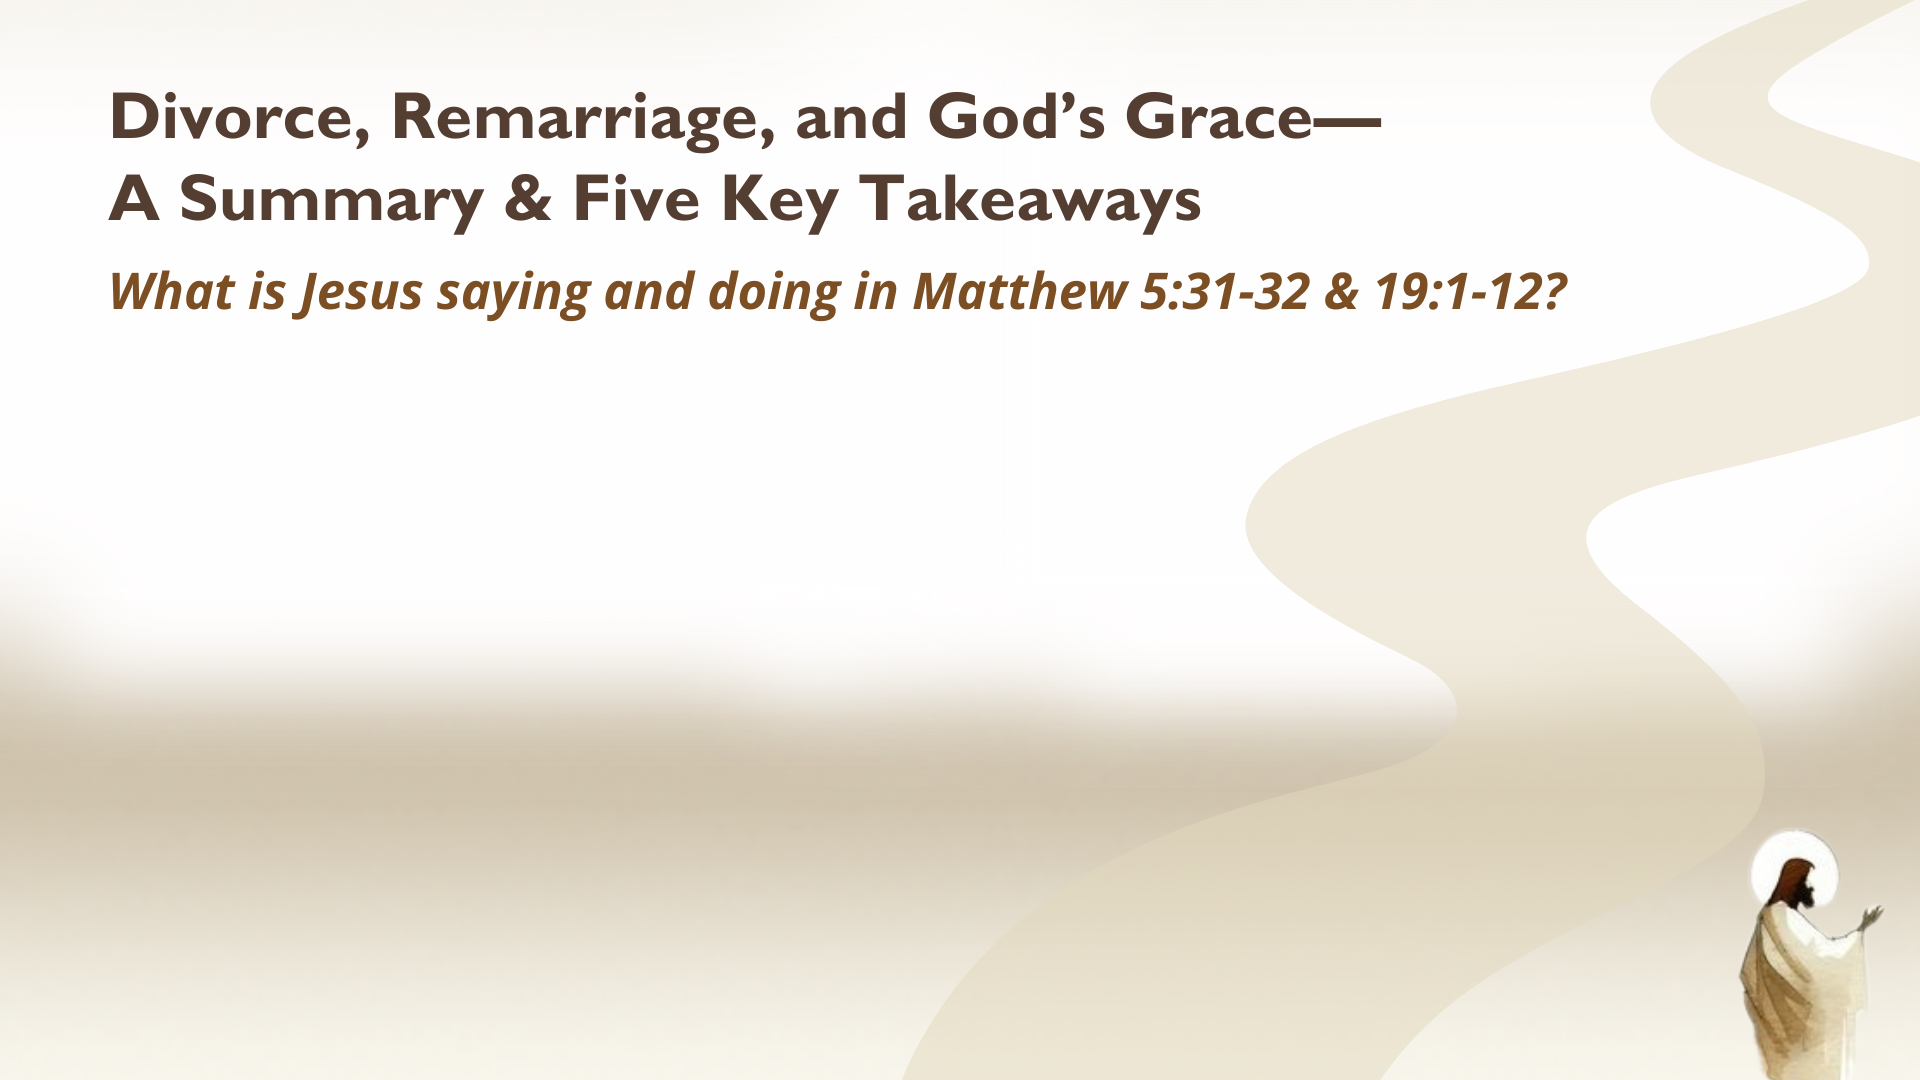 Divorce, Remarriage, and God’s Grace—
A Summary & Five Key Takeaways
What is Jesus saying and doing in Matthew 5:31-32 & 19:1-12?